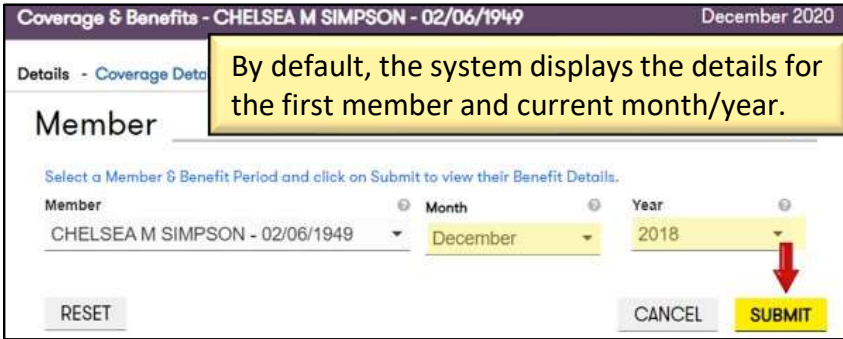 Coverage & Benefits - CHELSEA M SIMPSON - 02/06/1949 December 2020
By default, the system displays the details for
the first member and current month/year.
Details - Coverage
Member
Select a Member & Benefit Period and click on Submit to view their Benefit Details.
Member Month Year
CHELSEA M SIMPSON - 02/06/1949 December 2018
RESET CANCEL SUBMIT